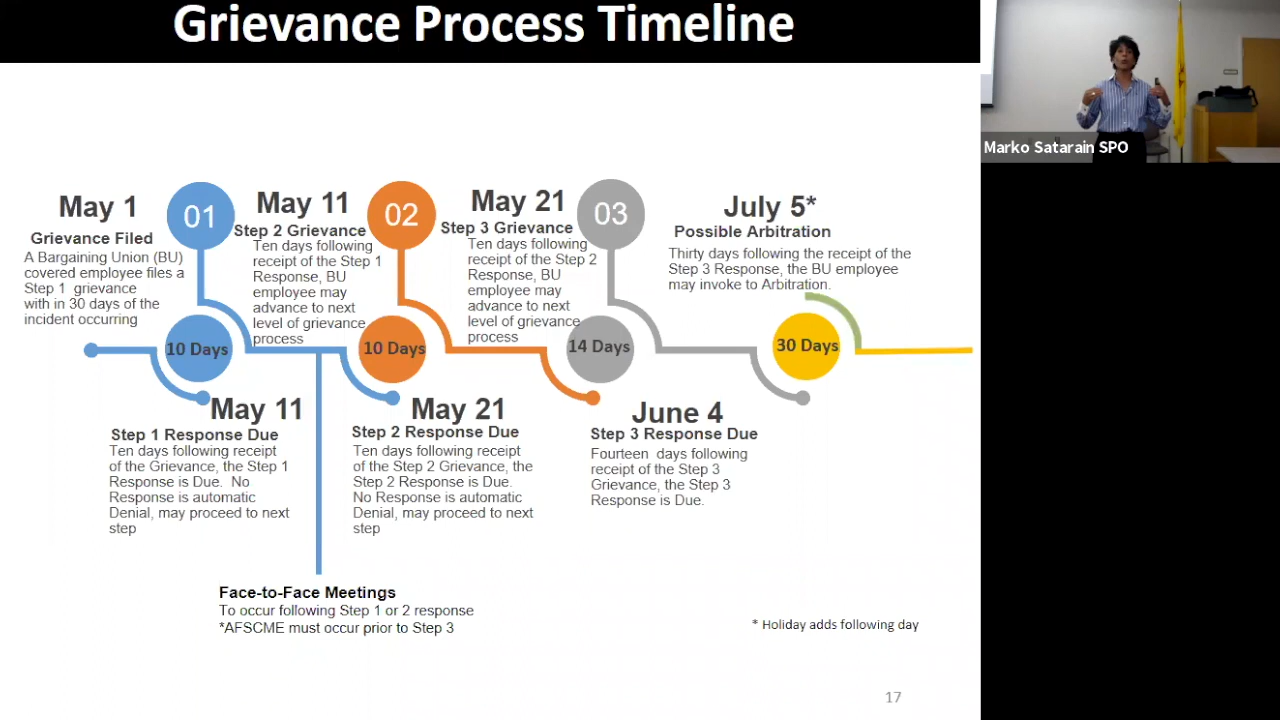 Grievance Process Timeline
May 1
Grievance Filed
A Bargaining Union (BU)
covered employee files a
Step 1 grievance
with in 30 days of the
incident occurring
01
10 Days
May 11
Step 1 Response Due
Ten days following receipt
of the Grievance, the Step 1
Response is Due. No
Response is automatic
Denial, may proceed to next
step
May 11
Step 2 Grievance
Ten days following
receipt of the Step 1
Response, BU
employee may
advance to next
level of grievance
process
02
10 Days
May 21
Step 2 Response Due
Ten days following receipt
of the Step 2 Grievance, the
Step 2 Response is Due.
No Response is automatic
Denial, may proceed to next
step
May 21
Step 3 Grievance
Ten days following
receipt of the Step 2
Response, BU
employee may
advance to next
level of grievance
process
03
14 Days
June 4
Step 3 Response Due
Fourteen days following
receipt of the Step 3
Grievance, the Step 3
Response is Due.
July 5*
Possible Arbitration
Thirty days following the receipt of the
Step 3 Response, the BU employee
may invoke to Arbitration.
30 Days
Face-to-Face Meetings
To occur following Step 1 or 2 response
*AFSCME must occur prior to Step 3
* Holiday adds following day
17
Marko Satarain SPO